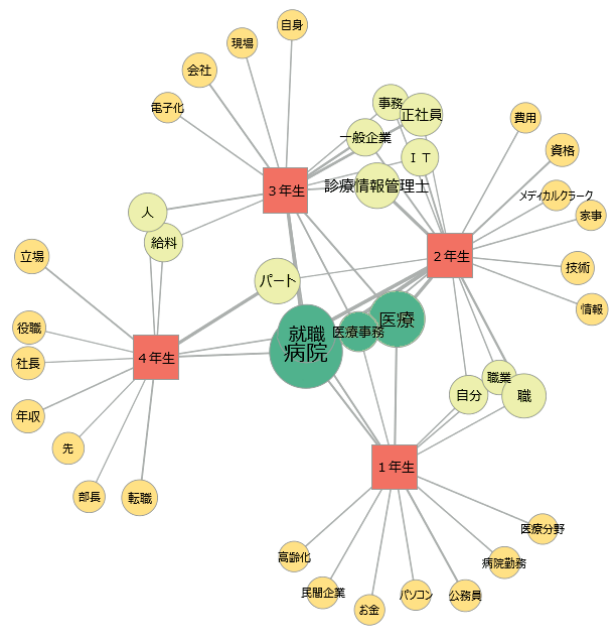 自身
現場
会社
電子化
事務
正社員
一般企業
ＩＴ
診療情報管理士
３年生
費用
資格
メディカルクラーク
家事
２年生
技術
情報
人
給料
立場
パート
役職
社長
４年生
年収
先
部長
転職
就職
病院
医療事務
医療
自分
職業
職
１年生
高齢化
民間企業
お金
パソコン
公務員
病院勤務
医療分野